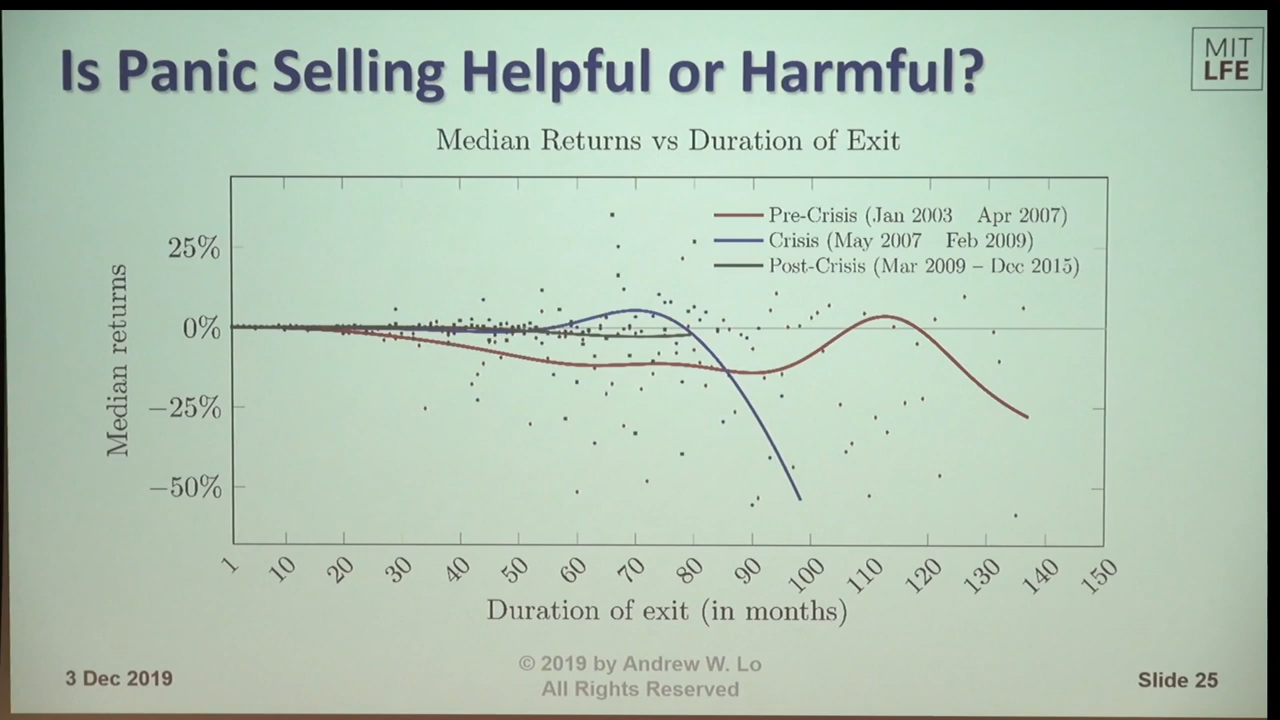 Is Panic Selling Helpful or Harmful?
MIT
LFE
Median Returns vs Duration of Exit
Pre-Crisis (Jan 2003 Apr 2007)
Crisis (May 2007 Feb 2009)
Post-Crisis (Mar 2009 – Dec 2015)
Median returns
25%
0%
−25%
−50%
1 10 20 30 40 50 60 70 80 90 100 110 120 130 140 150
Duration of exit (in months)
3 Dec 2019
© 2019 by Andrew W. Lo
All Rights Reserved
Slide 25